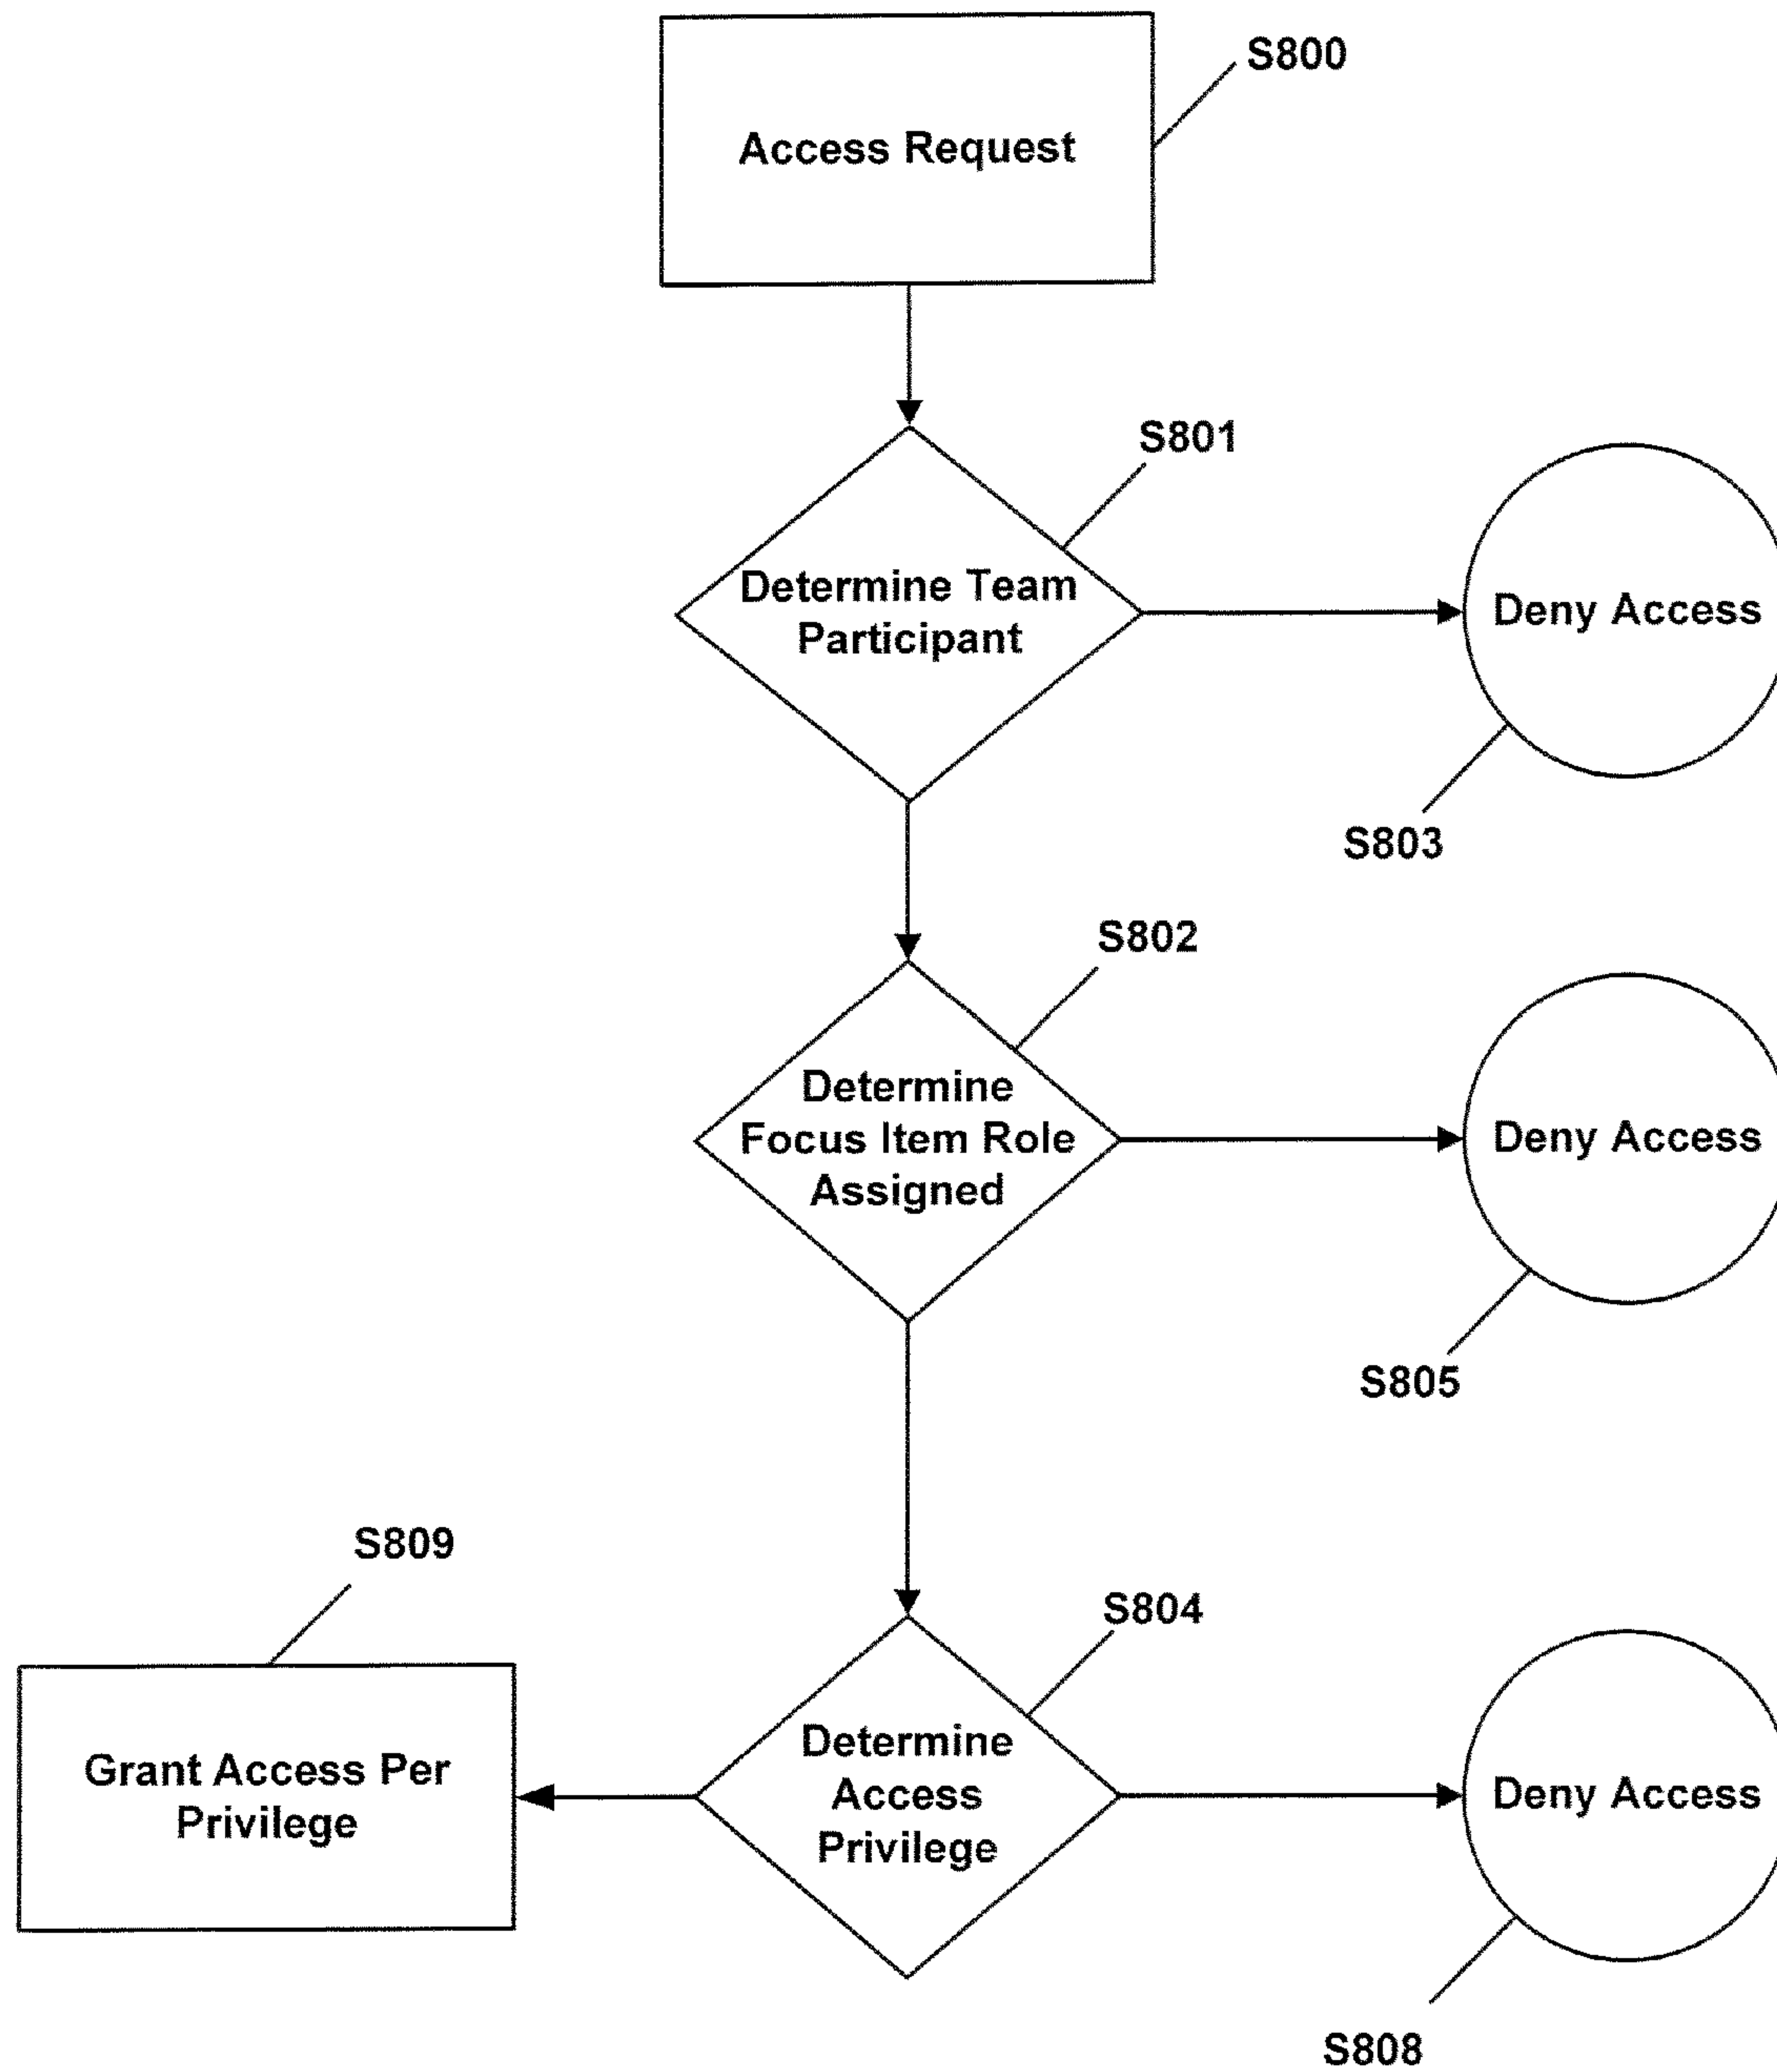 S800
Access Request
S801
Determine Team
Participant
Deny Access
S803
S802
Determine
Focus Item Role
Assigned
Deny Access
S805
S809
S804
Grant Access Per
Privilege
Determine
Access
Privilege
Deny Access
S808